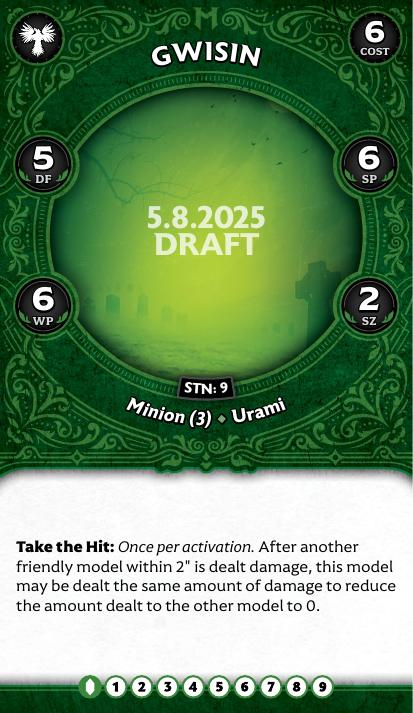 GWISIN
6
COST
5
DF
6
SP
5.8.2025
DRAFT
6
WP
2
SZ
STN: 9
Minion (3) ⬥ Urami
Take the Hit: Once per activation. After another
friendly model within 2" is dealt damage, this model
may be dealt the same amount of damage to reduce
the amount dealt to the other model to 0.
1 2 3 4 5 6 7 8 9